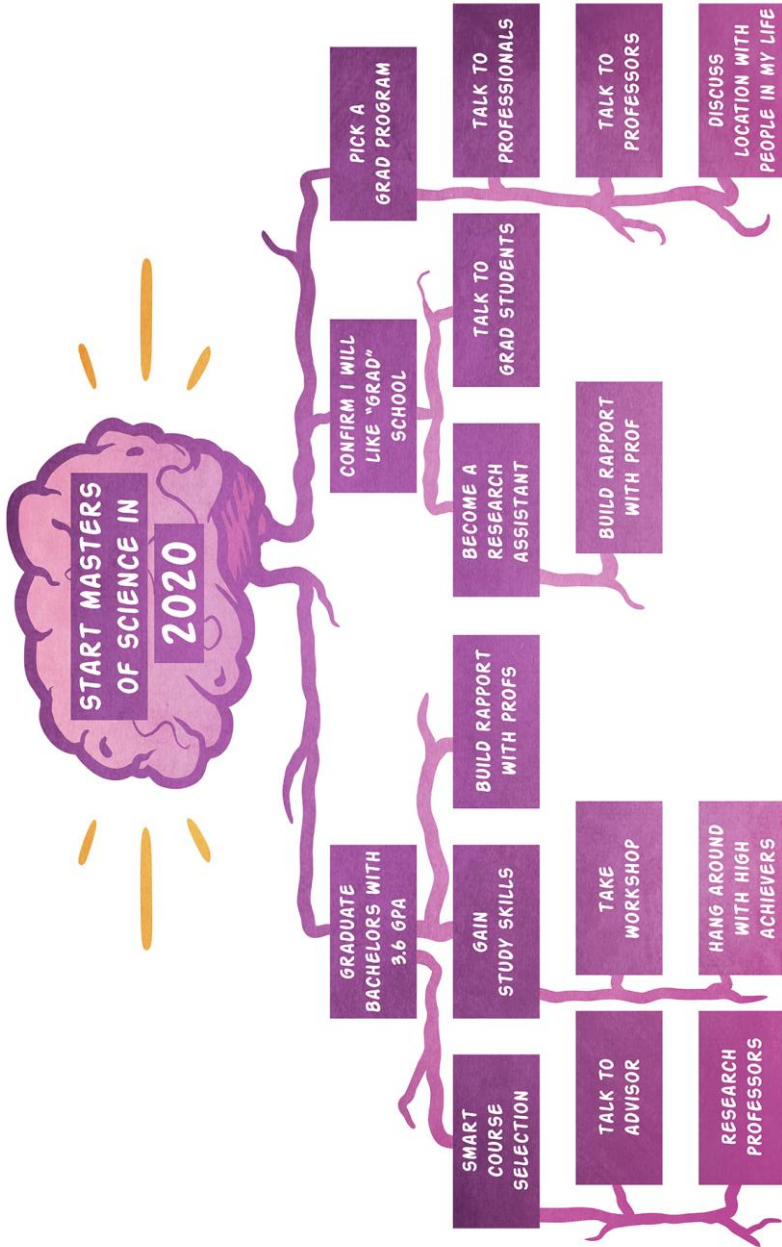 START MASTERS
OF SCIENCE IN
2020
GRADUATE
BACHELORS WITH
3.6 GPA
CONFIRM I WILL
LIKE "GRAD"
SCHOOL
PICK A
GRAD PROGRAM
SMART
COURSE
SELECTION
GAIN
STUDY SKILLS
BUILD RAPPORT
WITH PROFS
BECOME A
RESEARCH
ASSISTANT
TALK TO
GRAD STUDENTS
TALK TO
PROFESSIONALS
TALK TO
ADVISOR
TAKE
WORKSHOP
BUILD RAPPORT
WITH PROF
TALK TO
PROFESSORS
RESEARCH
PROFESSORS
HANG AROUND
WITH HIGH
ACHIEVERS
DISCUSS
LOCATION WITH
PEOPLE IN MY LIFE